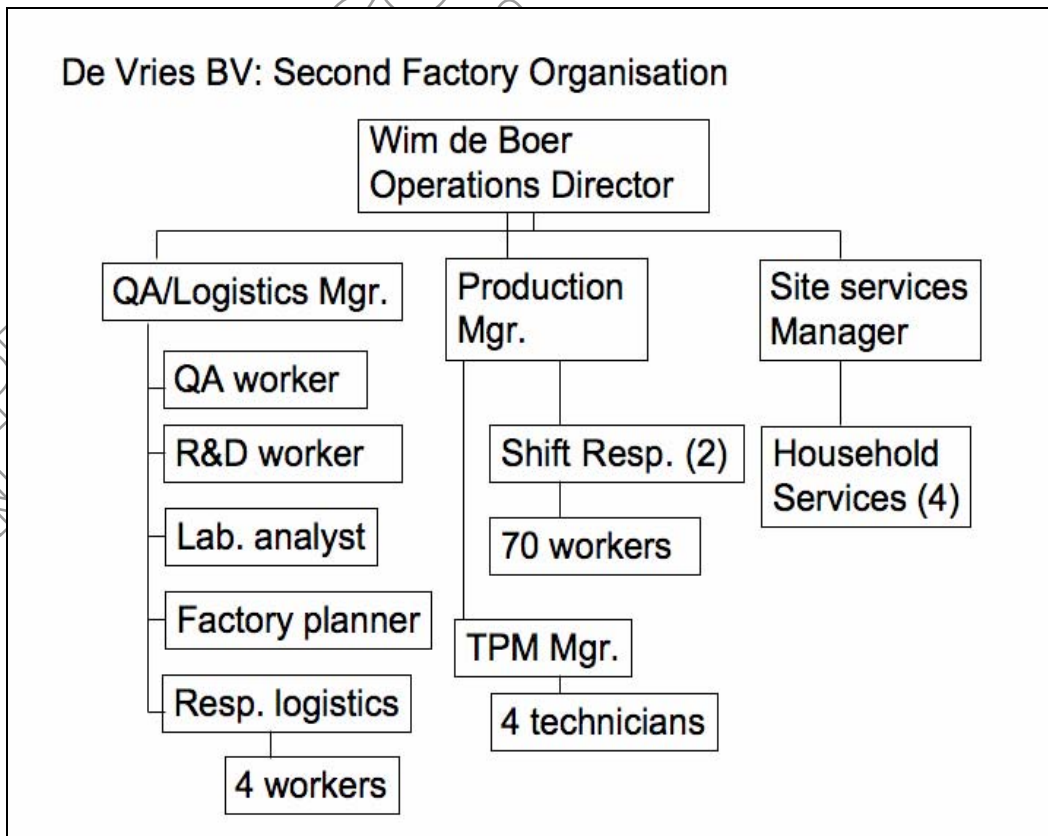 De Vries BV: Second Factory Organisation
Wim de Boer
Operations Director
QA/Logistics Mgr.
QA worker
R&D worker
Lab. analyst
Factory planner
Resp. logistics
4 workers
Production
Mgr.
Shift Resp. (2)
70 workers
TPM Mgr.
4 technicians
Site services
Manager
Household
Services (4)